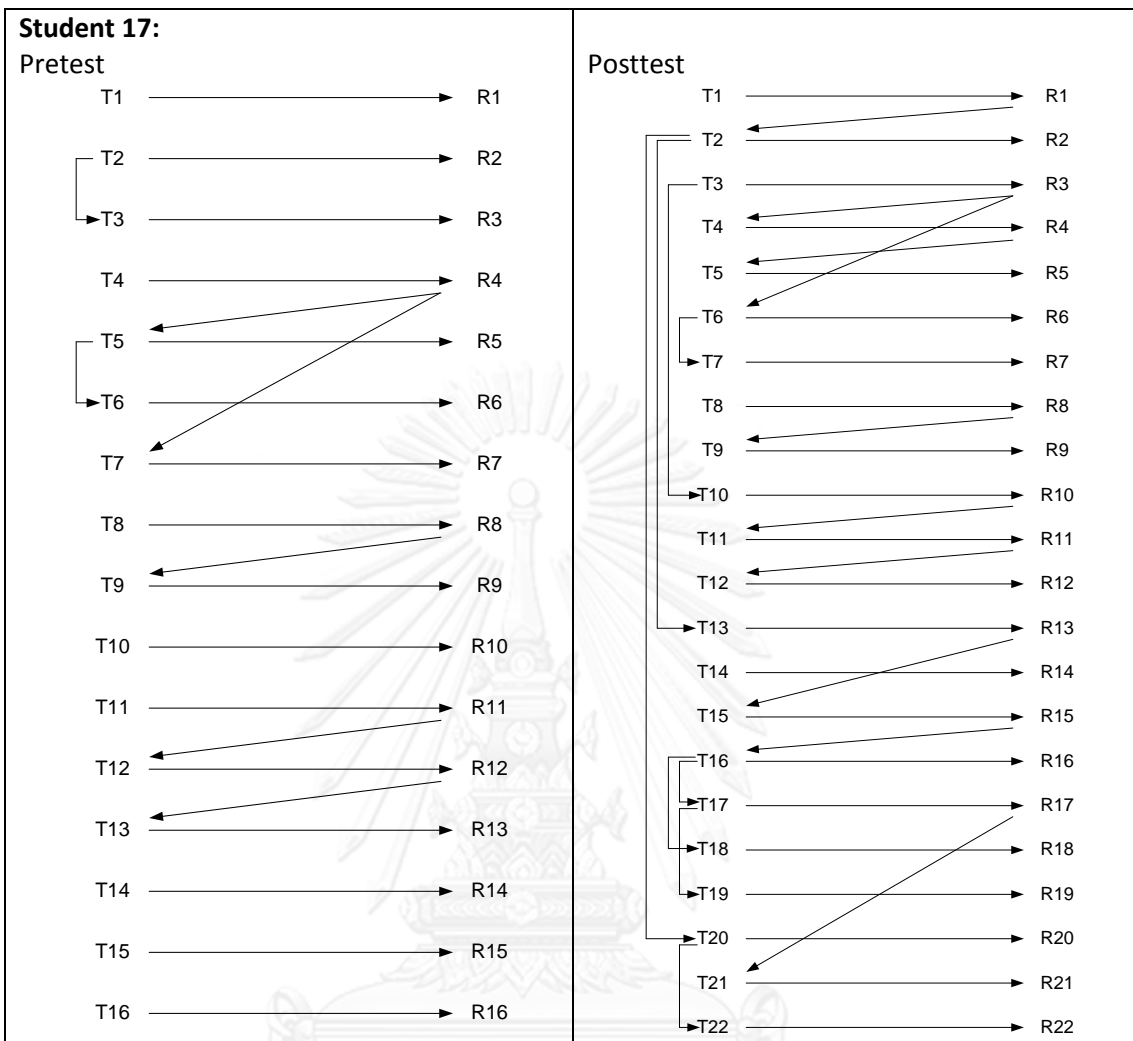 Student 17:
Pretest
T1 R1
T2 R2
T3 R3
T4 R4
T5 R5
T6 R6
T7 R7
T8 R8
T9 R9
T10 R10
T11 R11
T12 R12
T13 R13
T14 R14
T15 R15
T16 R16
Posttest
T1 R1
T2 R2
T3 R3
T4 R4
T5 R5
T6 R6
T7 R7
T8 R8
T9 R9
T10 R10
T11 R11
T12 R12
T13 R13
T14 R14
T15 R15
T16 R16
T17 R17
T18 R18
T19 R19
T20 R20
T21 R21
T22 R22